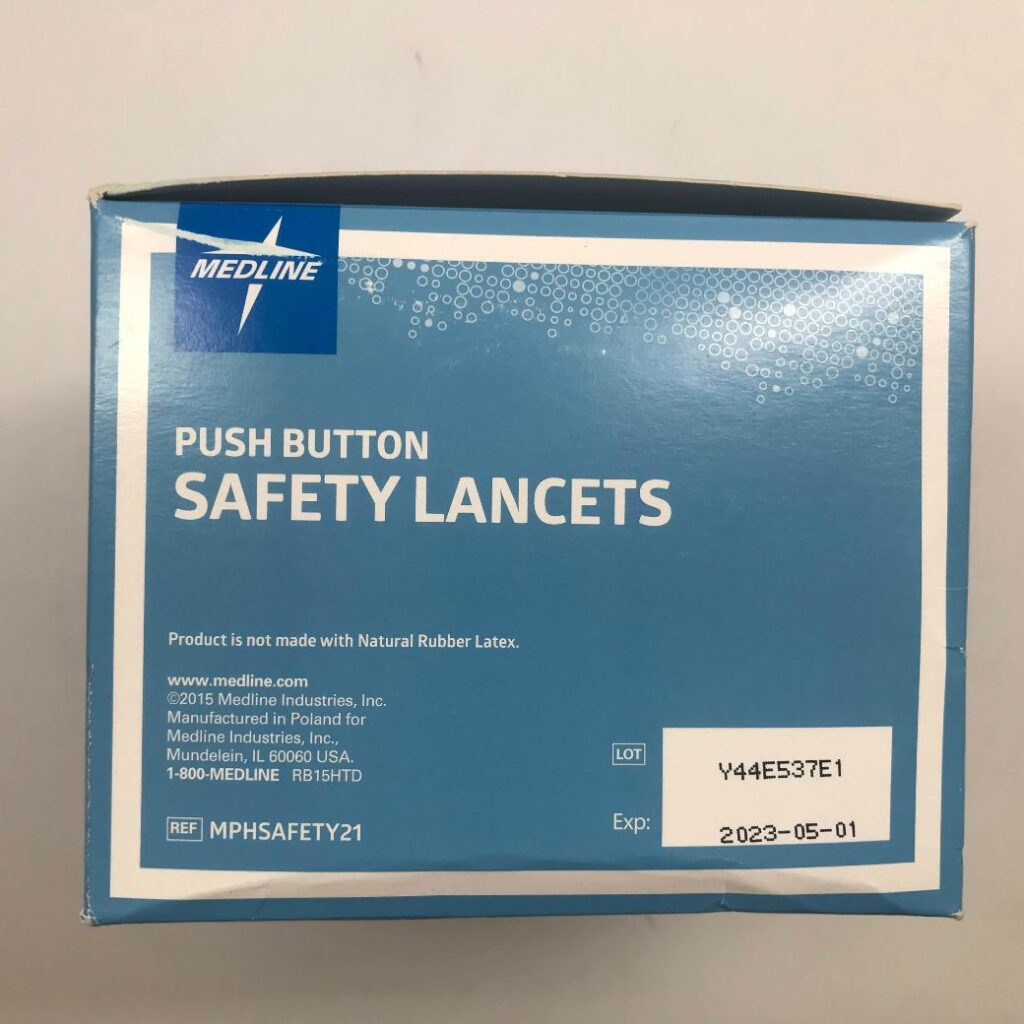 MEDLINE
PUSH BUTTON
SAFETY LANCETS
Product is not made with Natural Rubber Latex.
www.medline.com
©2015 Medline Industries, Inc.
Manufactured in Poland for
Medline Industries, Inc.,
Mundelein, IL 60060 USA.
1-800-MEDLINE RB15HTD
REF MPHSAFETY21
LOT Y44E537E1
Exp: 2023-05-01